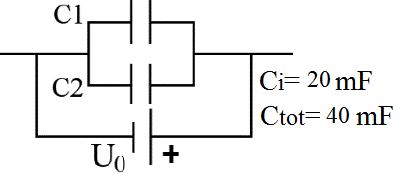 C1
C2
Ci= 20 mF
Ctot= 40 mF
U0 +